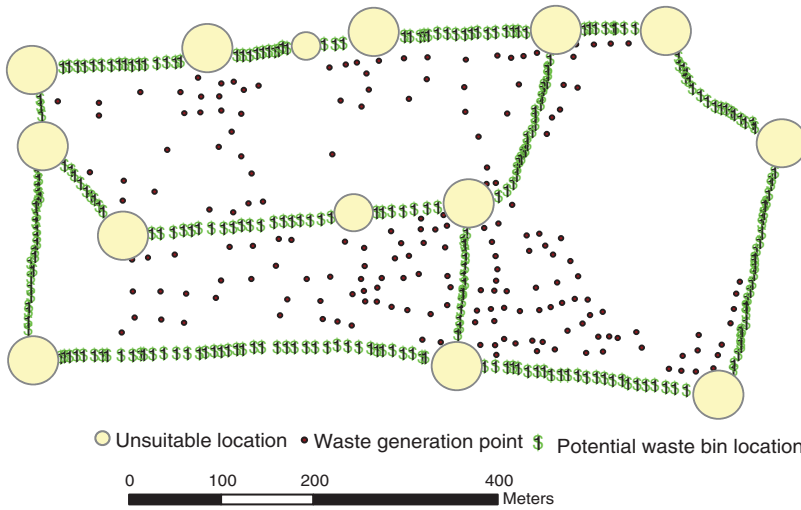 Unsuitable location Waste generation point $ Potential waste bin location
0 100 200 400
Meters